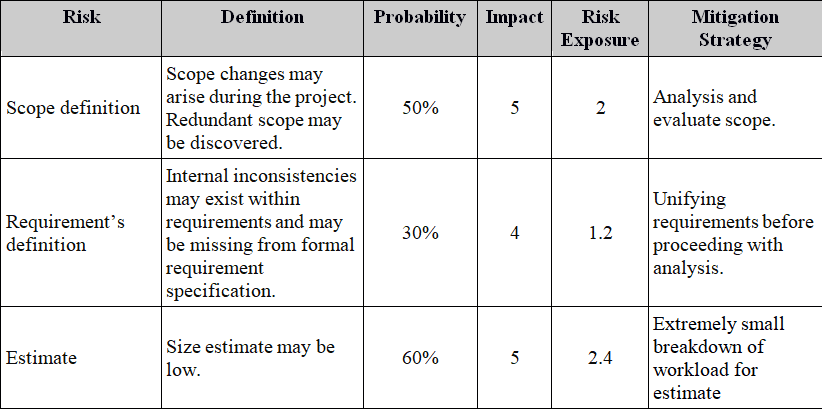 Risk
Definition
Probability
Impact
Risk
Exposure
Mitigation
Strategy
Scope definition
Scope changes may
arise during the project.
Redundant scope may
be discovered.
50%
5
2
Analysis and
evaluate scope.
Requirement’s
definition
Internal inconsistencies
may exist within
requirements and may
be missing from formal
requirement
specification.
30%
4
1.2
Unifying
requirements before
proceeding with
analysis.
Estimate
Size estimate may be
low.
60%
5
2.4
Extremely small
breakdown of
workload for
estimate